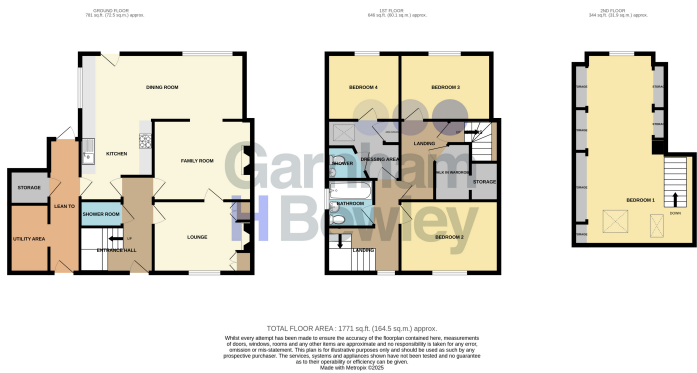 GROUND FLOOR
781 sq.ft. (72.5 sq.m.) approx.
1ST FLOOR
646 sq.ft. (60.1 sq.m.) approx.
2ND FLOOR
344 sq.ft. (31.9 sq.m.) approx.
DINING ROOM
KITCHEN
FAMILY ROOM
STORAGE
LEAN TO
SHOWER ROOM
UTILITY AREA
UP
ENTRANCE HALL
LOUNGE
BEDROOM 4
BEDROOM 3
LANDING
SHOWER
DRESSING AREA
WALK IN WARDROBE
STORAGE
BATHROOM
BEDROOM 2
LANDING
STORAGE
STORAGE
STORAGE
STORAGE
STORAGE
STORAGE
BEDROOM 1
DOWN
Garnham
H Bewley
TOTAL FLOOR AREA : 1771 sq.ft. (164.5 sq.m.) approx.
Whilst every attempt has been made to ensure the accuracy of the floorplan contained here, measurements
of doors, windows, rooms and any other items are approximate and no responsibility is taken for any error,
omission or mis-statement. This plan is for illustrative purposes only and should be used as such by any
prospective purchaser. The services, systems and appliances shown have not been tested and no guarantee
as to their operability or efficiency can be given.
Made with Metropix ©2025